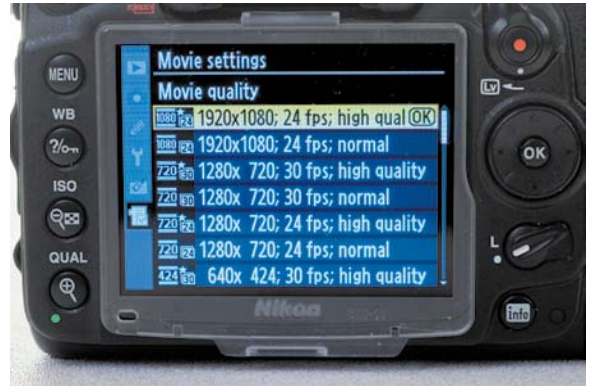 Movie settings
Movie quality
MENU
WB
?/
ISO
QUAL
1080 24 1920x1080; 24 fps; high qual OK
1080 24 1920x1080; 24 fps; normal
720 30 1280x 720; 30 fps; high quality
720 30 1280x 720; 30 fps; normal
720 24 1280x 720; 24 fps; high quality
720 24 1280x 720; 24 fps; normal
424 30 640x 424; 30 fps; high quality
Nikon
Lv
OK
L
info